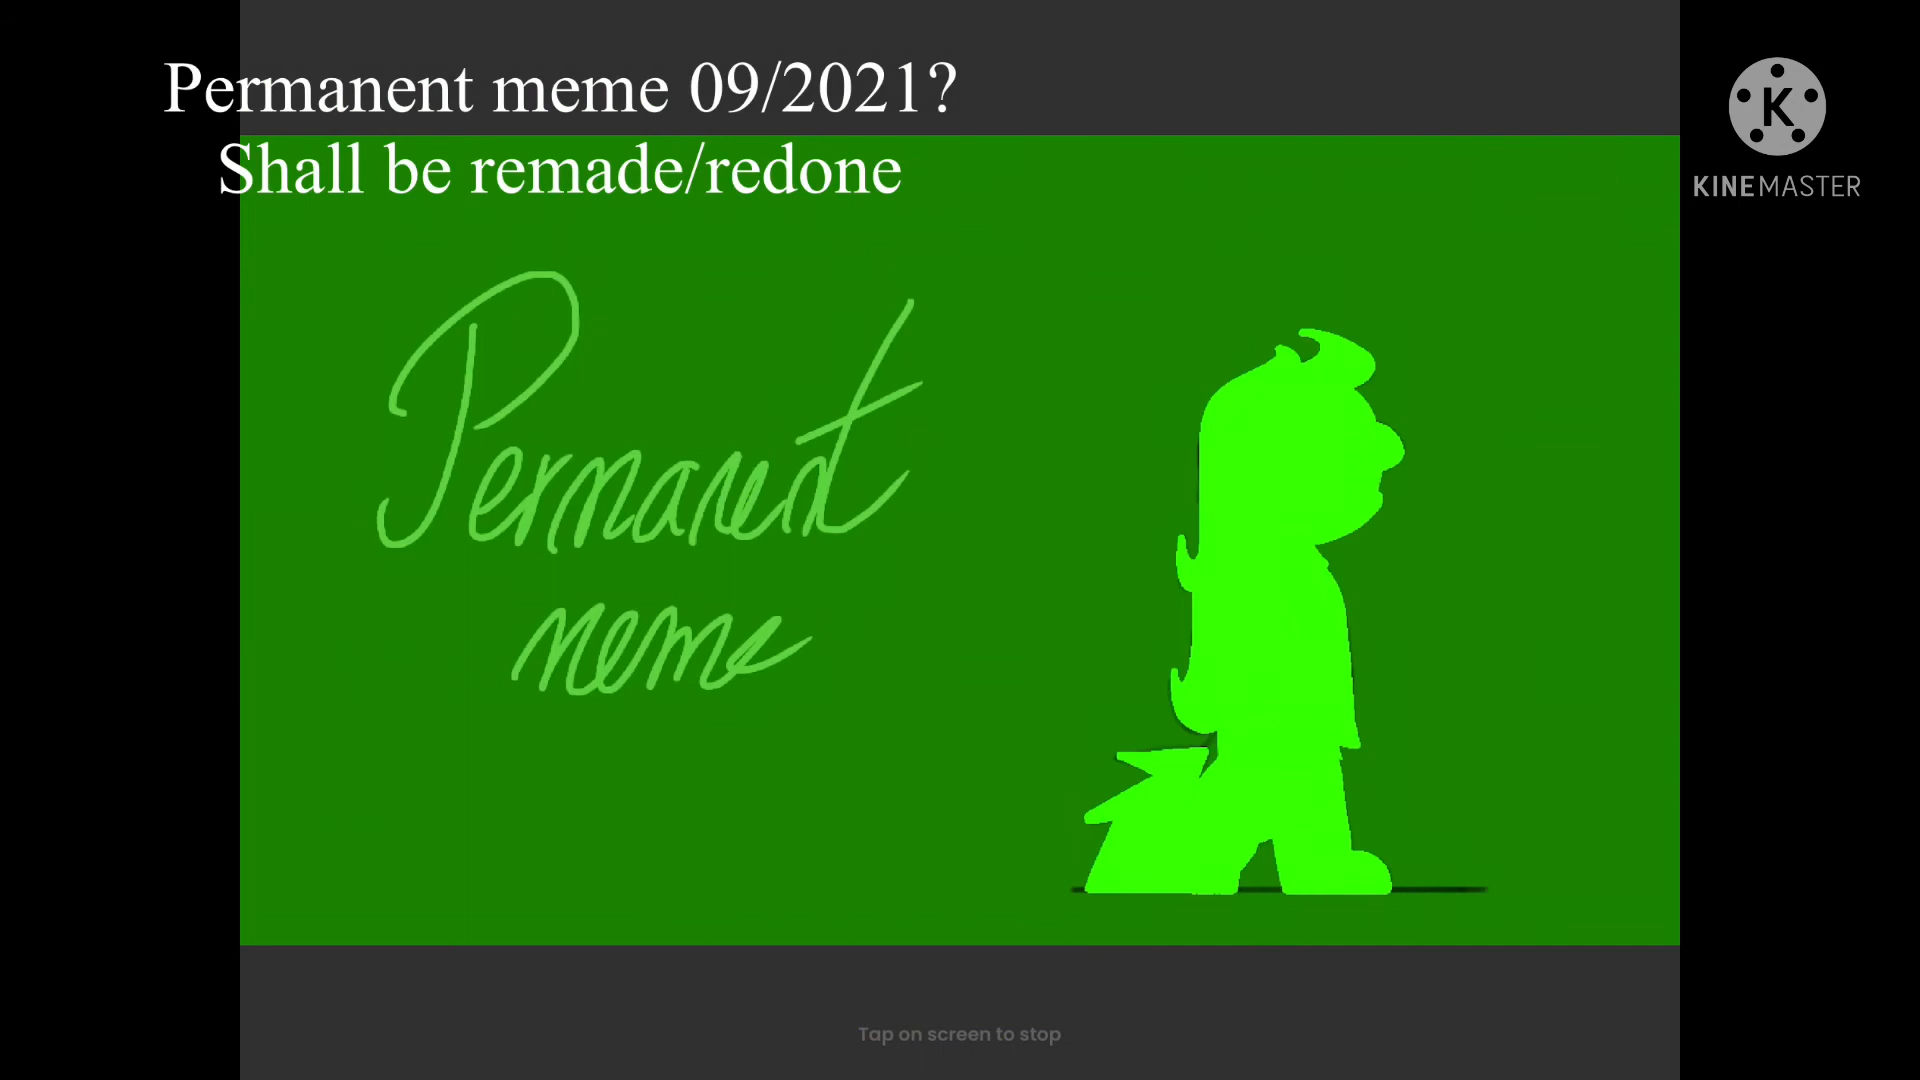 Permanent meme 09/2021?
Shall be remade/redone
Permanent
meme
K
KINEMASTER
Tap on screen to stop